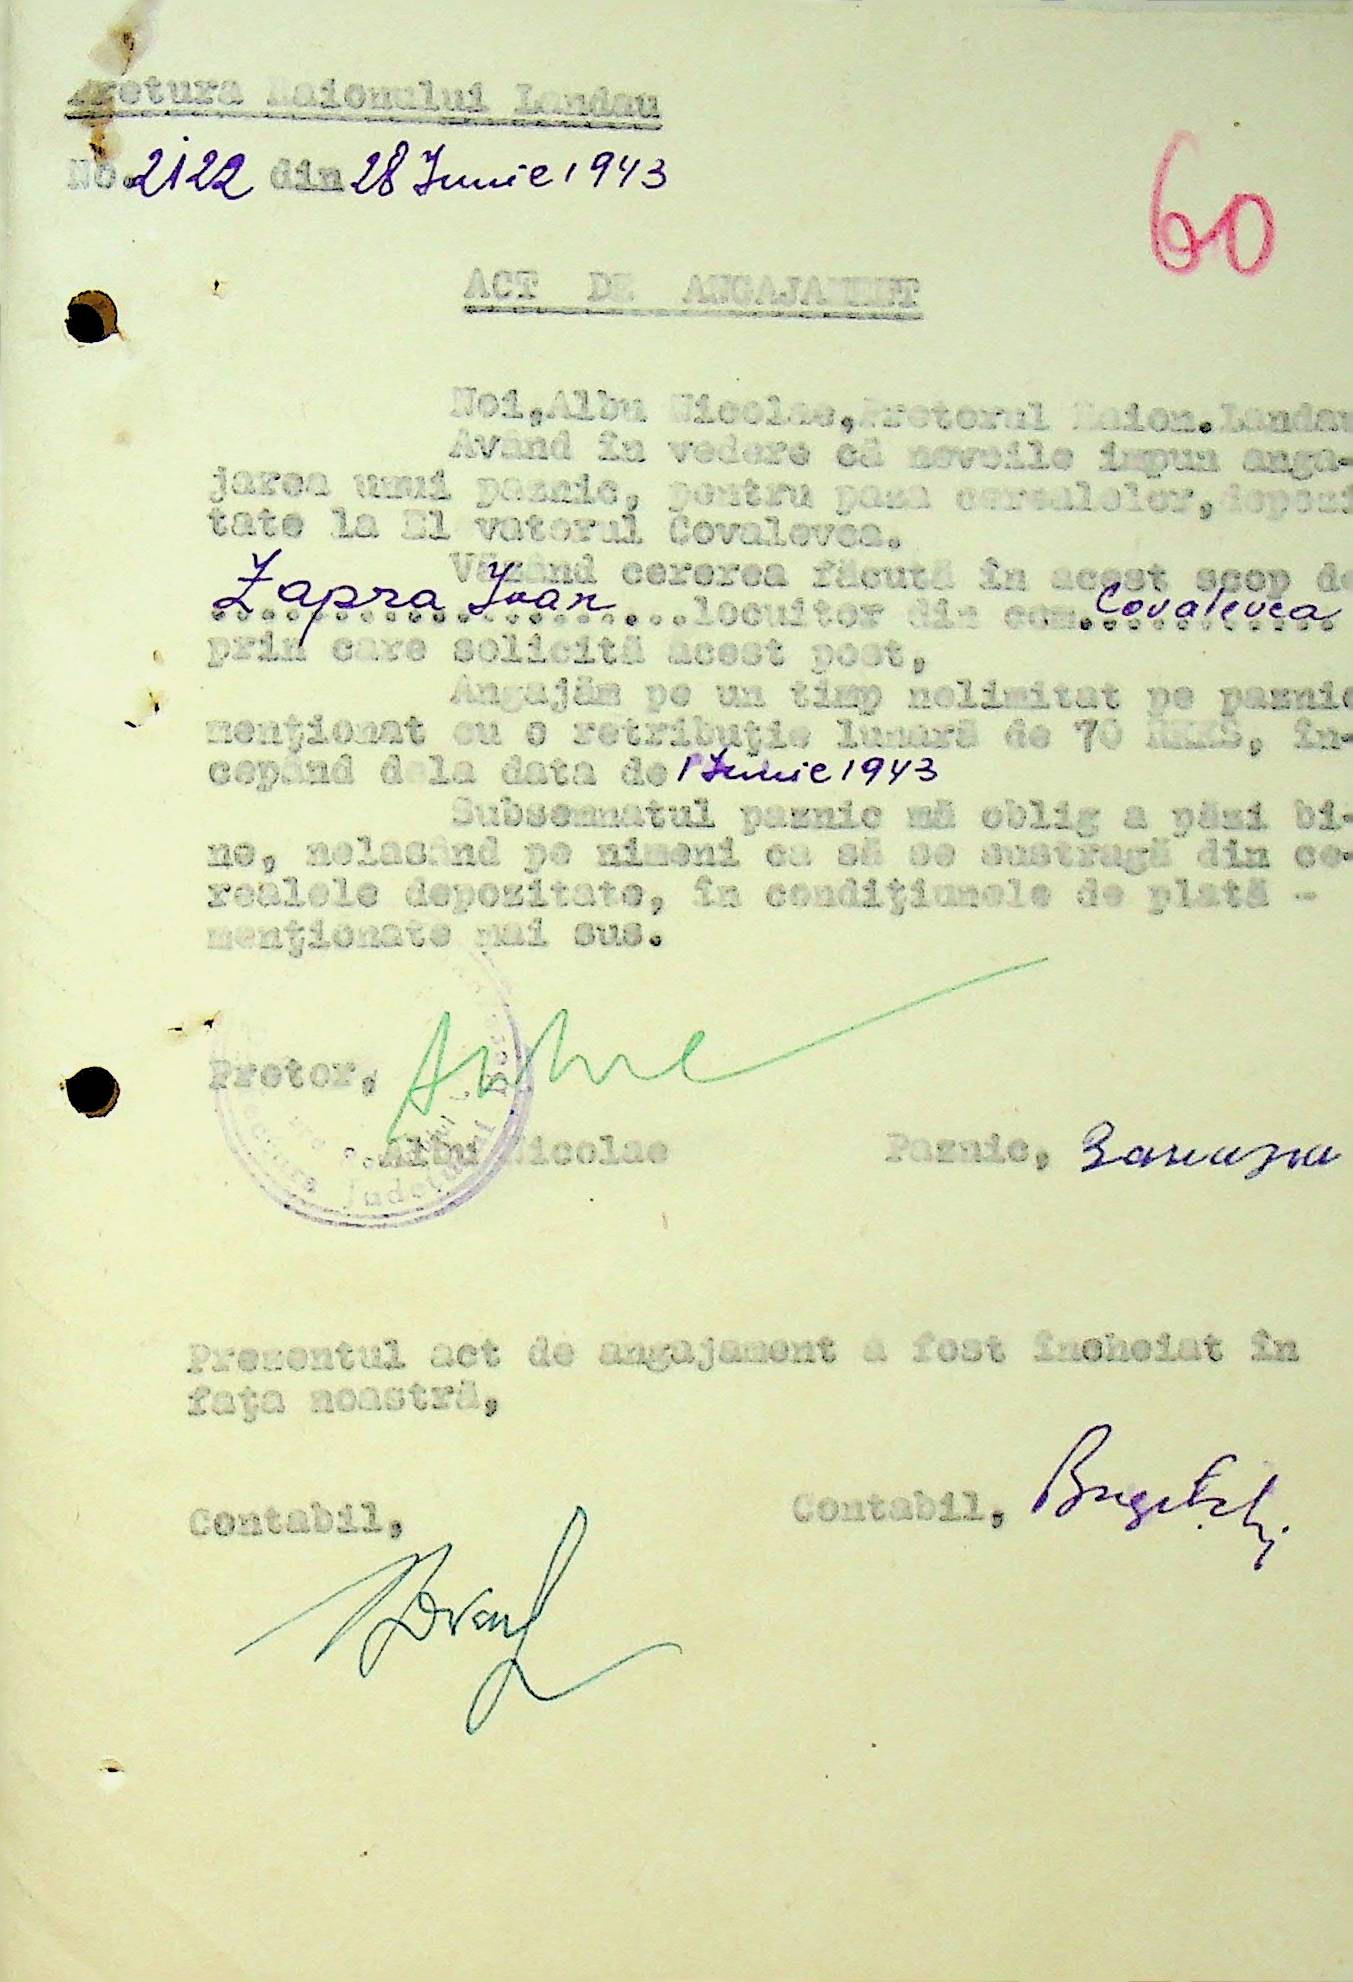 Pretura Raionului Landau
No. 2122 din 28 Iunie 1943
60
ACT DE ANGAJAMENT
Noi, Albu Nicolae, Pretorul Raion. Landau
Având în vedere că nevoile impun anga-
jarea unui paznic, pentru paza cerealelor, depozi
tate la El vatorul Covalevca.
Văzând cererea făcută în acest scop de
Zapra Ivan locuitor din com. Covalevca
prin care solicită acest post,
Angajăm pe un timp nelimitat pe paznic
menţionat cu o retribuţie lunară de 70 RKKS, în-
cepând dela data de 1 Iunie 1943
Subsemnatul paznic mă oblig a păzi bi-
ne, nelasând pe nimeni ca să se sustragă din ce-
realele depozitate, în condiţiunele de plată -
menţionate mai sus.
Pretor,
Albu Nicolae
Paznic,
Prezentul act de angajament a fost încheiat în
faţa noastră,
Contabil,
Contabil,